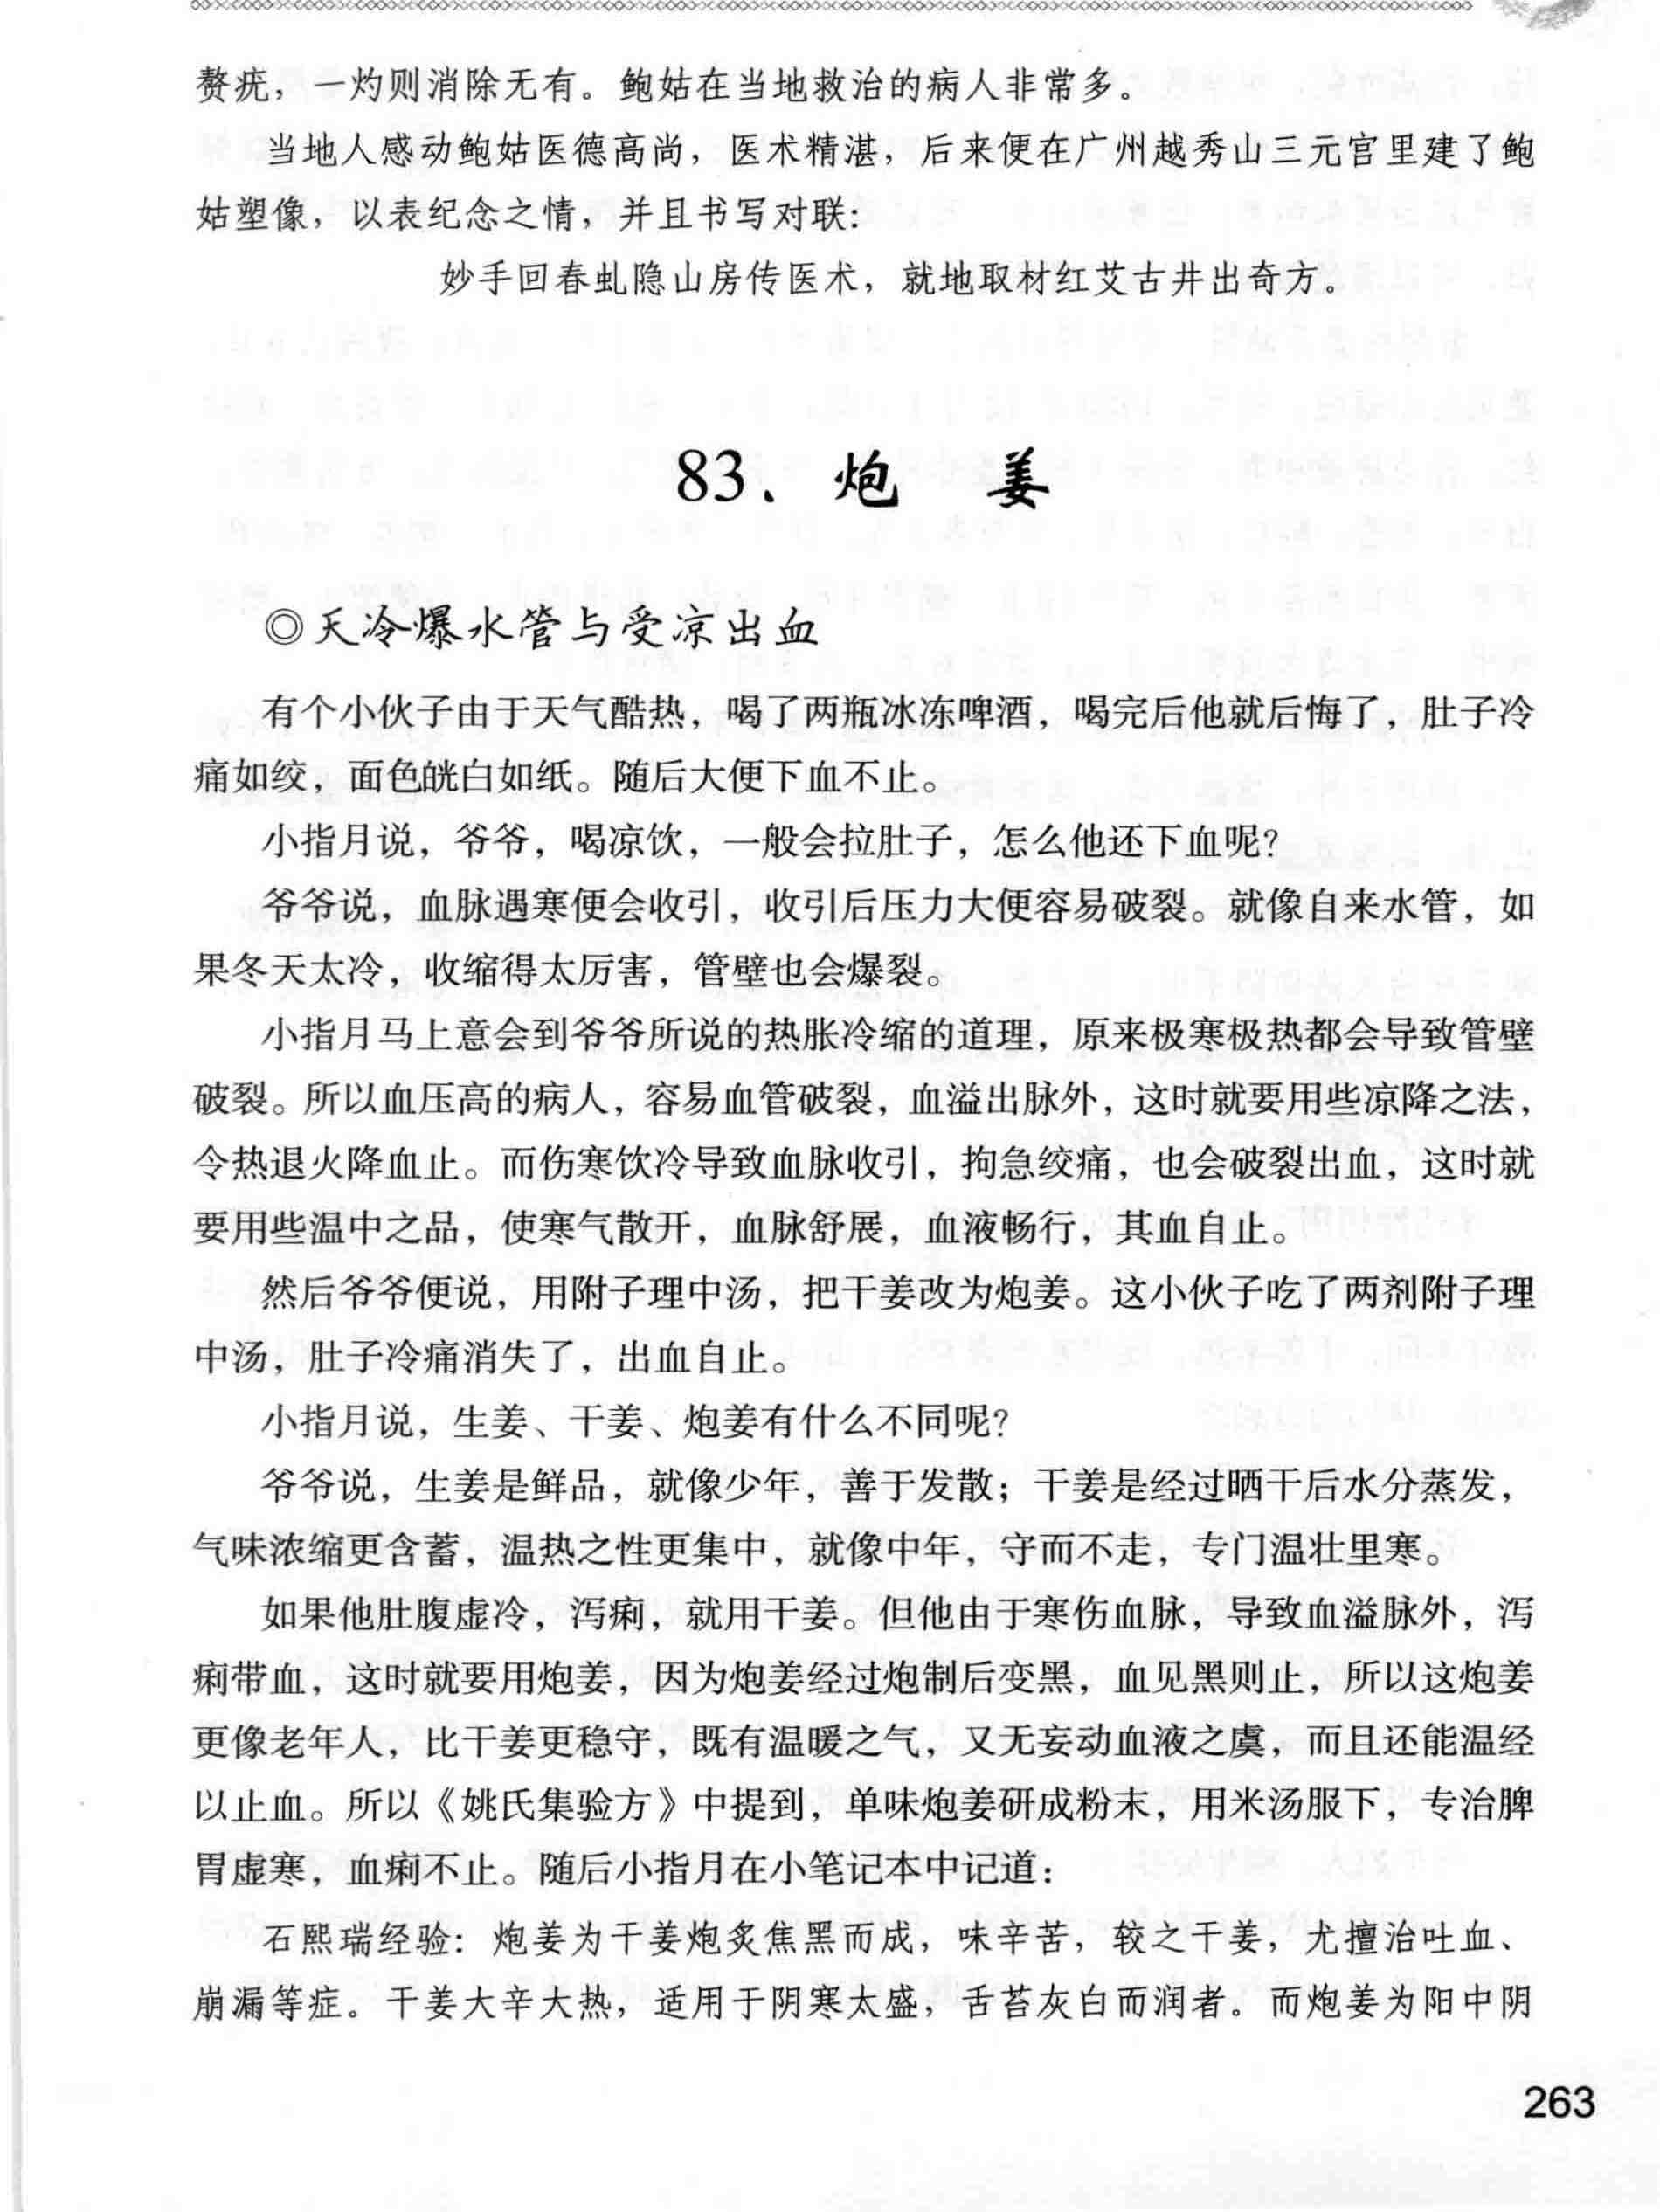 赘疣，一灼则消除无有。鲍姑在当地救治的病人非常多。
当地人感动鲍姑医德高尚，医术精湛，后来便在广州越秀山三元宫里建了鲍
姑塑像，以表纪念之情，并且书写对联：
妙手回春虬隐山房传医术，就地取材红艾古井出奇方。
83、炮 姜
◎天冷爆水管与受凉出血
有个小伙子由于天气酷热，喝了两瓶冰冻啤酒，喝完后他就后悔了，肚子冷
痛如绞，面色㿠白如纸。随后大便下血不止。
小指月说，爷爷，喝凉饮，一般会拉肚子，怎么他还下血呢？
爷爷说，血脉遇寒便会收引，收引后压力大便容易破裂。就像自来水管，如
果冬天太冷，收缩得太厉害，管壁也会爆裂。
小指月马上意会到爷爷所说的热胀冷缩的道理，原来极寒极热都会导致管壁
破裂。所以血压高的病人，容易血管破裂，血溢出脉外，这时就要用些凉降之法，
令热退火降血止。而伤寒饮冷导致血脉收引，拘急绞痛，也会破裂出血，这时就
要用些温中之品，使寒气散开，血脉舒展，血液畅行，其血自止。
然后爷爷便说，用附子理中汤，把干姜改为炮姜。这小伙子吃了两剂附子理
中汤，肚子冷痛消失了，出血自止。
小指月说，生姜、干姜、炮姜有什么不同呢？
爷爷说，生姜是鲜品，就像少年，善于发散；干姜是经过晒干后水分蒸发，
气味浓缩更含蓄，温热之性更集中，就像中年，守而不走，专门温壮里寒。
如果他肚腹虚冷，泻痢，就用干姜。但他由于寒伤血脉，导致血溢脉外，泻
痢带血，这时就要用炮姜，因为炮姜经过炮制后变黑，血见黑则止，所以这炮姜
更像老年人，比干姜更稳守，既有温暖之气，又无妄动血液之虞，而且还能温经
以止血。所以《姚氏集验方》中提到，单味炮姜研成粉末，用米汤服下，专治脾
胃虚寒，血痢不止。随后小指月在小笔记本中记道：
石熙瑞经验：炮姜为干姜炮炙焦黑而成，味辛苦，较之干姜，尤擅治吐血、
崩漏等症。干姜大辛大热，适用于阴寒太盛，舌苔灰白而润者。而炮姜为阳中阴
263